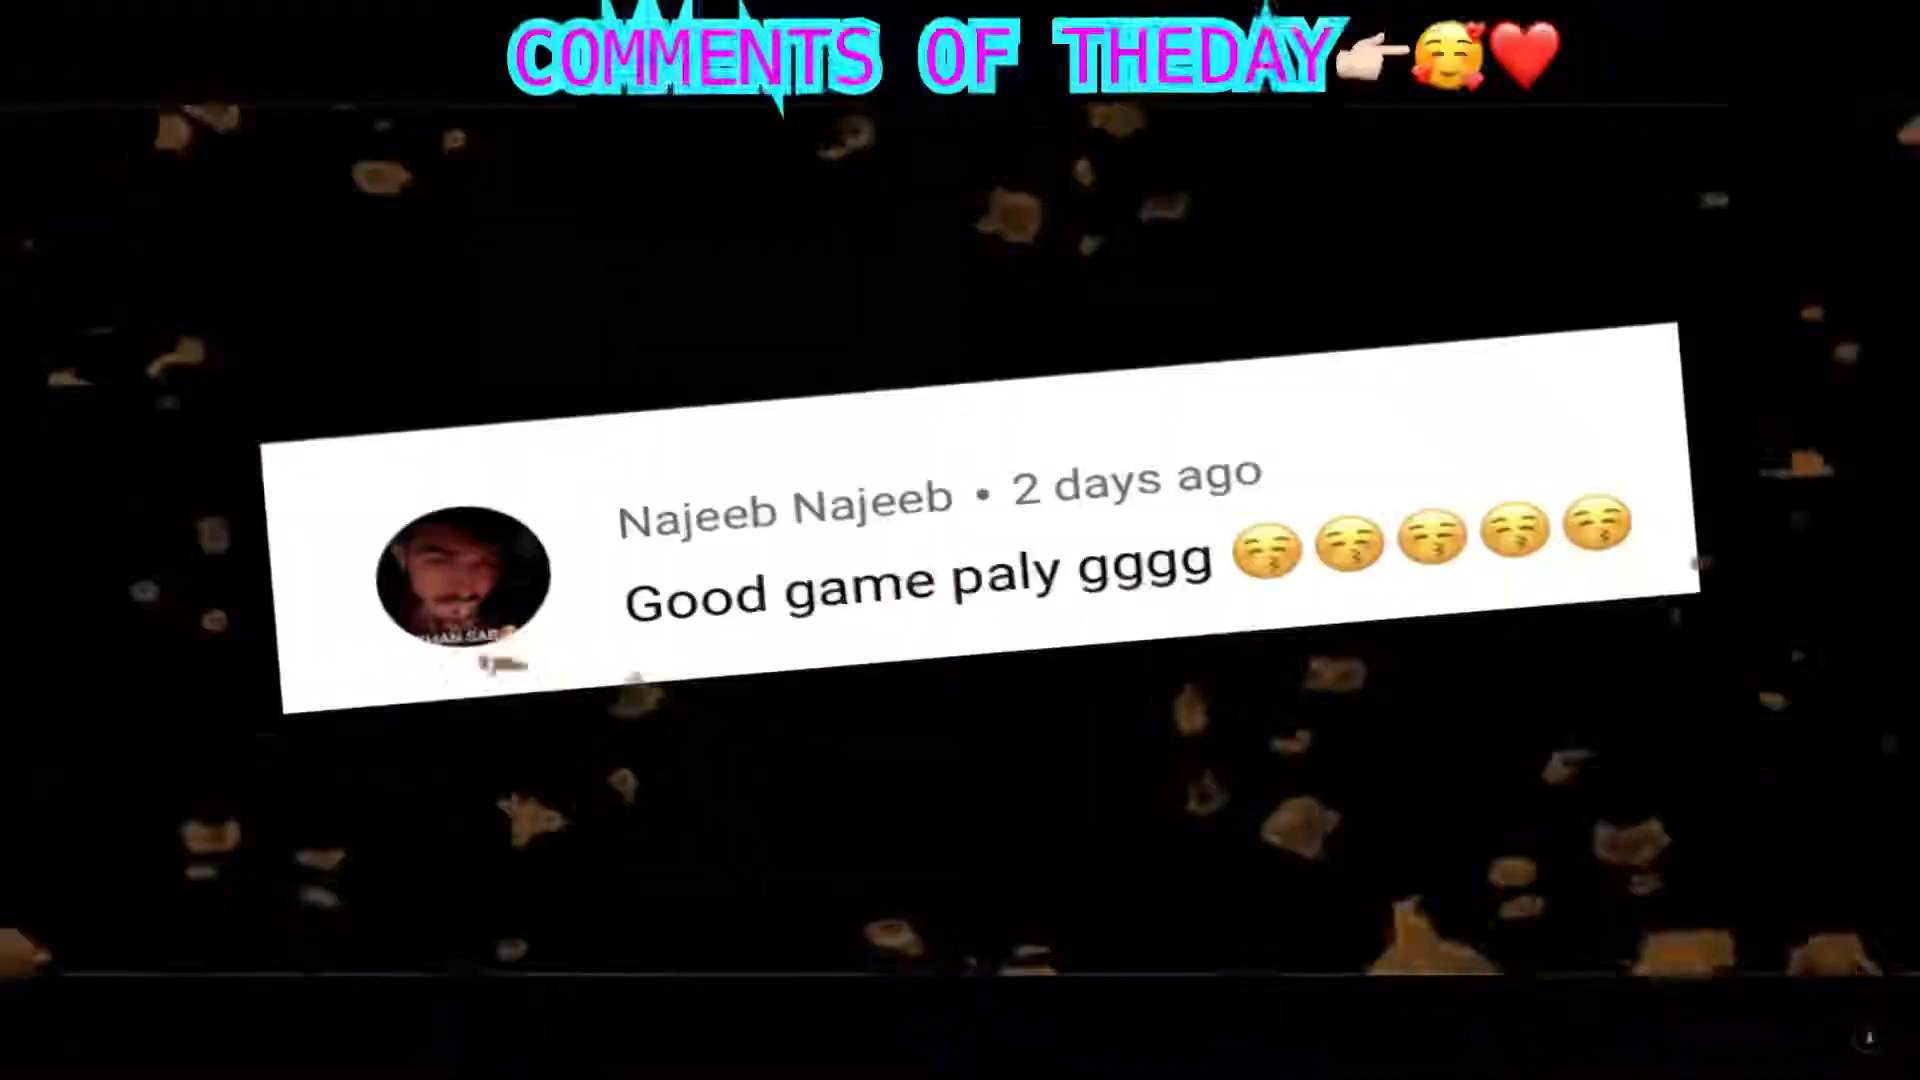 COMMENTS OF THEDAY👉🏻🥰❤️
Najeeb Najeeb • 2 days ago
Good game paly gggg 😚😚😚😚😚